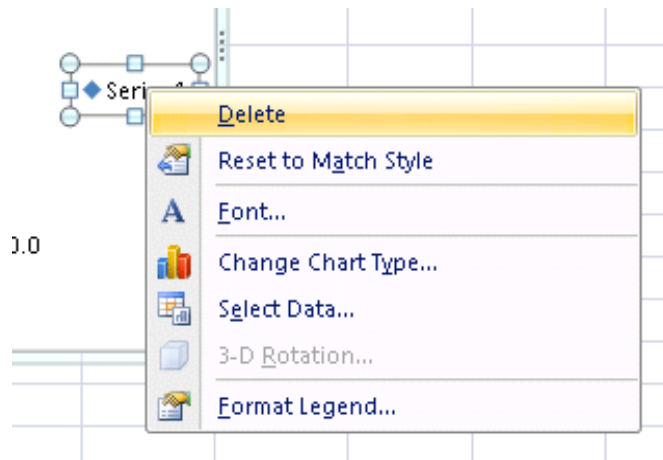 Delete
Reset to Match Style
Font...
Change Chart Type...
Select Data...
3-D Rotation...
Format Legend...